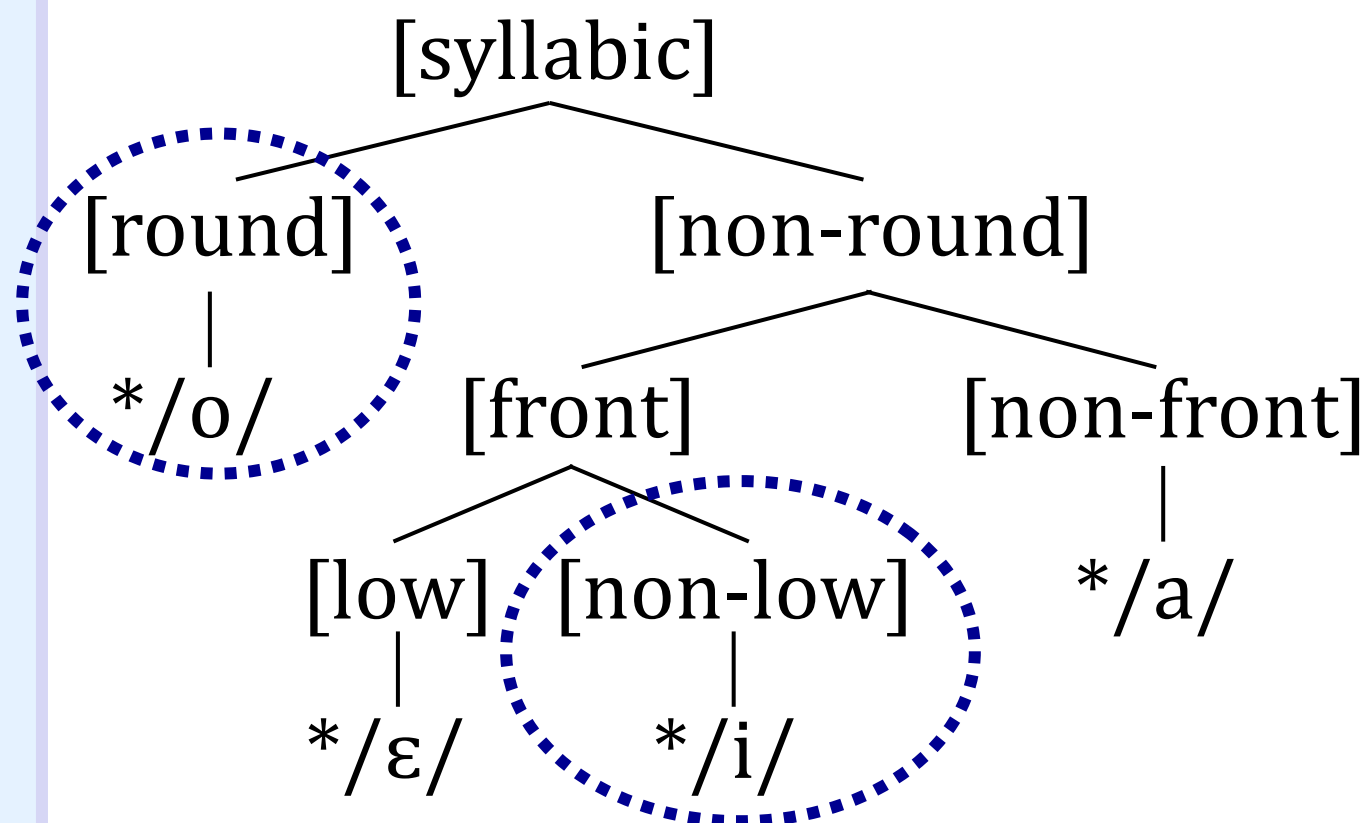 [syllabic]
[round] [non-round]
*/o/ [front] [non-front]
[low] [non-low] */a/
*/ɛ/ */i/